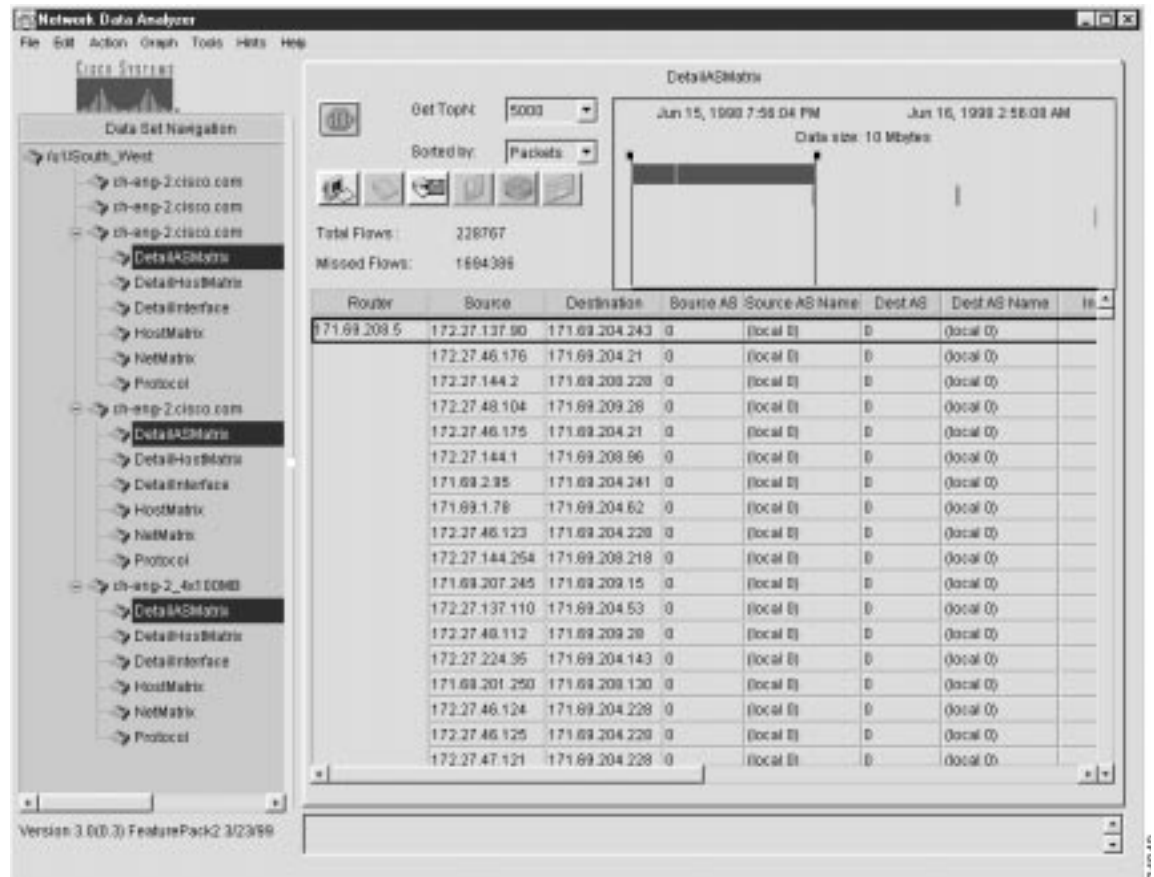 Network Data Analyzer
File Edit Action Graph Tools Hints Help
CISCO SYSTEMS
Data Set Navigation
South_West
ch-eng-2.cisco.com
ch-eng-2.cisco.com
ch-eng-2.cisco.com
DetailASMatrix
DetailHostMatrix
DetailInterface
HostMatrix
NetMatrix
Protocol
ch-eng-2.cisco.com
DetailASMatrix
DetailHostMatrix
DetailInterface
HostMatrix
NetMatrix
Protocol
ch-eng-2_4x100MB
DetailASMatrix
DetailHostMatrix
DetailInterface
HostMatrix
NetMatrix
Protocol
Version 3.0(0.3) FeaturePack2 3/23/99
DetailASMatrix
Get TopN: 5000
Sorted by: Packets
Jun 15, 1998 7:56:04 PM Jun 16, 1998 2:56:08 AM
Data size: 10 Mbytes
Total Flows : 228767
Missed Flows: 1694386
Router Source Destination Source AS Source AS Name Dest AS Dest AS Name In
171.69.208.5 172.27.137.90 171.69.204.243 0 (local 0) 0 (local 0)
172.27.46.176 171.69.204.21 0 (local 0) 0 (local 0)
172.27.144.2 171.69.208.228 0 (local 0) 0 (local 0)
172.27.48.104 171.69.209.28 0 (local 0) 0 (local 0)
172.27.46.175 171.69.204.21 0 (local 0) 0 (local 0)
172.27.144.1 171.69.208.96 0 (local 0) 0 (local 0)
171.69.2.95 171.69.204.241 0 (local 0) 0 (local 0)
171.69.1.78 171.69.204.62 0 (local 0) 0 (local 0)
172.27.46.123 171.69.204.228 0 (local 0) 0 (local 0)
172.27.144.254 171.69.208.218 0 (local 0) 0 (local 0)
171.69.207.245 171.69.209.15 0 (local 0) 0 (local 0)
172.27.137.110 171.69.204.53 0 (local 0) 0 (local 0)
172.27.48.112 171.69.209.28 0 (local 0) 0 (local 0)
172.27.224.35 171.69.204.143 0 (local 0) 0 (local 0)
171.68.201.250 171.69.208.130 0 (local 0) 0 (local 0)
172.27.46.124 171.69.204.228 0 (local 0) 0 (local 0)
172.27.46.125 171.69.204.228 0 (local 0) 0 (local 0)
172.27.47.121 171.69.204.228 0 (local 0) 0 (local 0)